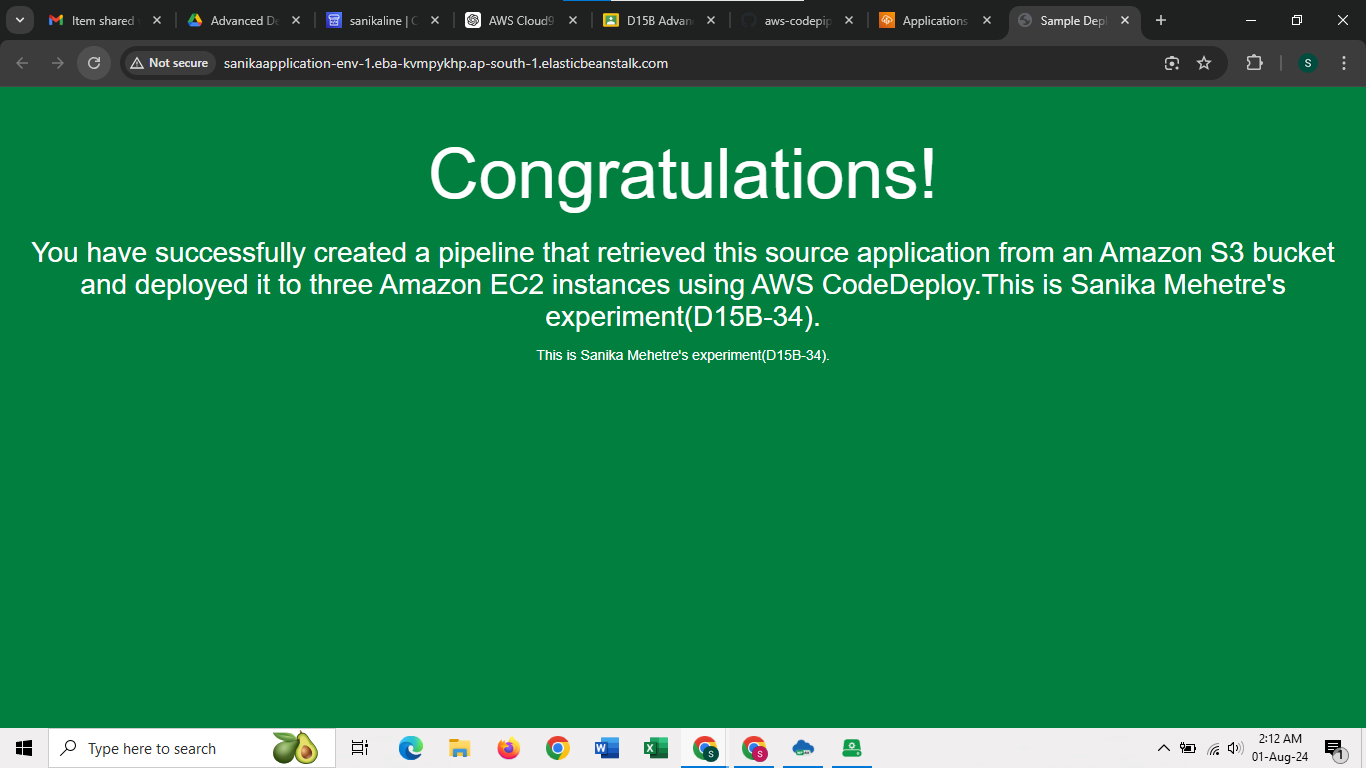 Item shared
Advanced De
sanikaline | C
AWS Cloud9
D15B Advan
aws-codepip
Applications
Sample Depl
Not secure
sanikaapplication-env-1.eba-kvmpykhp.ap-south-1.elasticbeanstalk.com
S
Congratulations!
You have successfully created a pipeline that retrieved this source application from an Amazon S3 bucket
and deployed it to three Amazon EC2 instances using AWS CodeDeploy.This is Sanika Mehetre's
experiment(D15B-34).
This is Sanika Mehetre's experiment(D15B-34).
Type here to search
2:12 AM
01-Aug-24
1